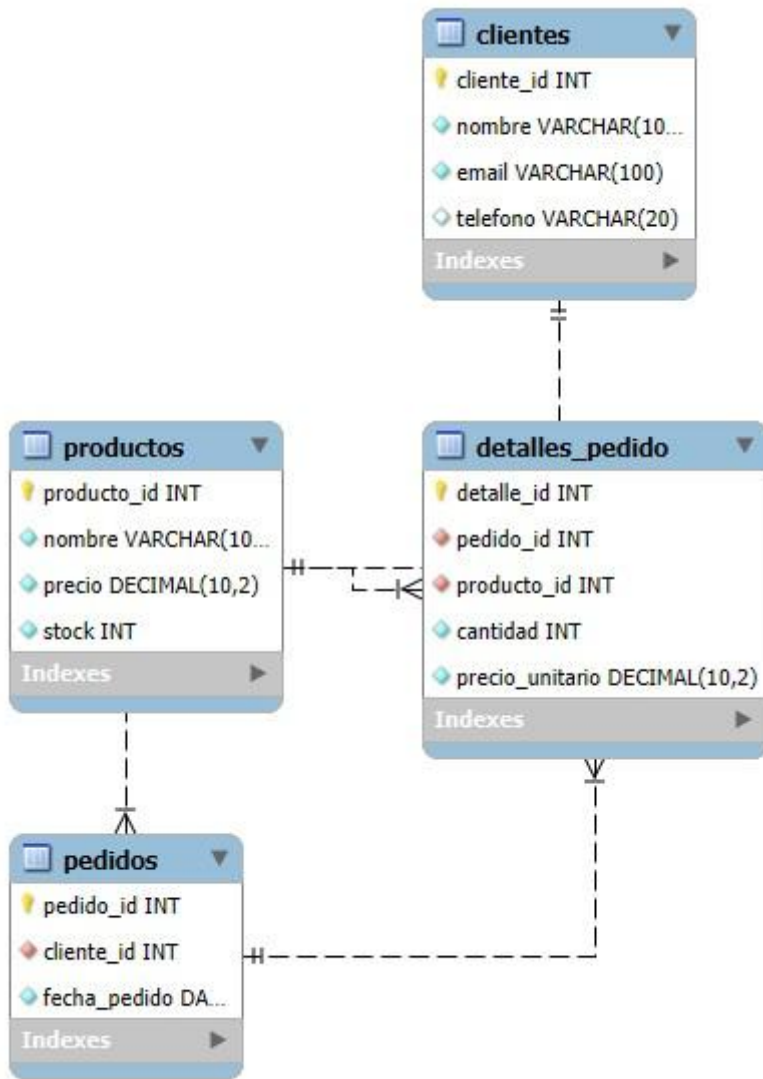 clientes
cliente_id INT
nombre VARCHAR(10...
email VARCHAR(100)
telefono VARCHAR(20)
Indexes
productos
producto_id INT
nombre VARCHAR(10...
precio DECIMAL(10,2)
stock INT
Indexes
detalles_pedido
detalle_id INT
pedido_id INT
producto_id INT
cantidad INT
precio_unitario DECIMAL(10,2)
Indexes
pedidos
pedido_id INT
cliente_id INT
fecha_pedido DA...
Indexes